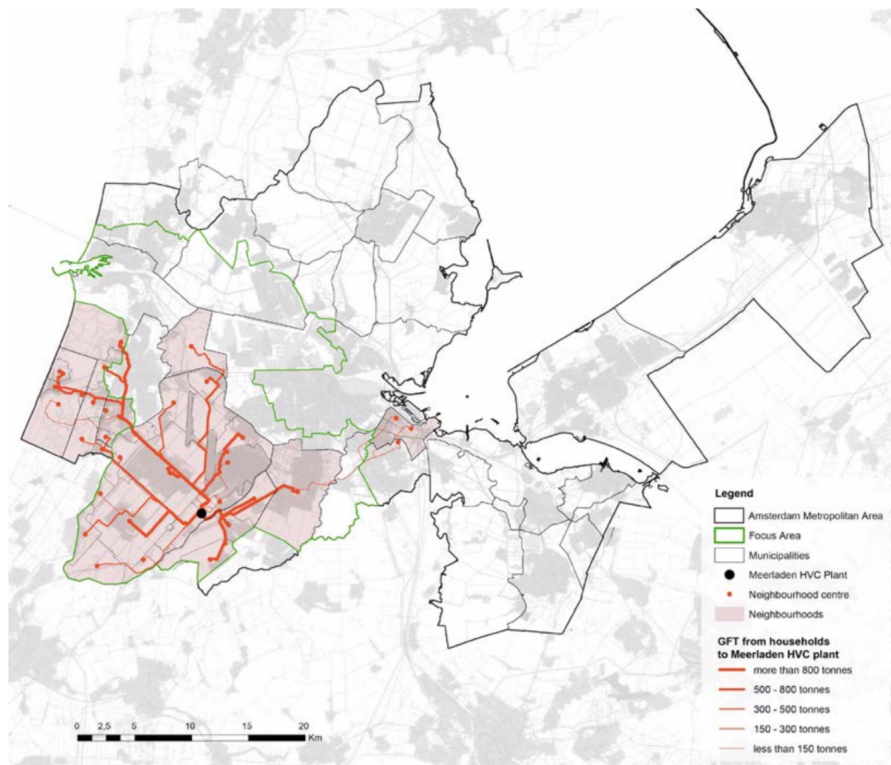 Legend
Amsterdam Metropolitan Area
Focus Area
Municipalities
Meerladen HVC Plant
Neighbourhood centre
Neighbourhoods
GFT from households
to Meerladen HVC plant
more than 800 tonnes
500 - 800 tonnes
300 - 500 tonnes
150 - 300 tonnes
less than 150 tonnes
0 2,5 5 10 15 20
Km